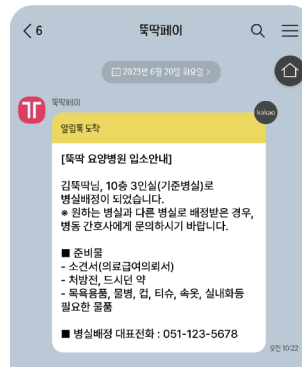 6
뚝딱페이
2023년 6월 20일 화요일 >
뚝딱페이
kakao
알림톡 도착
[뚝딱 요양병원 입소안내]
김뚝딱님, 10층 3인실(기준병실)로
병실배정이 되었습니다.
※ 원하는 병실과 다른 병실로 배정받은 경우,
병동 간호사에게 문의하시기 바랍니다.
■ 준비물
- 소견서(의료급여의뢰서)
- 처방전, 드시던 약
- 목욕용품, 물병, 컵, 티슈, 속옷, 실내화등
필요한 물품
■ 병실배정 대표전화 : 051-123-5678
오전 10:22